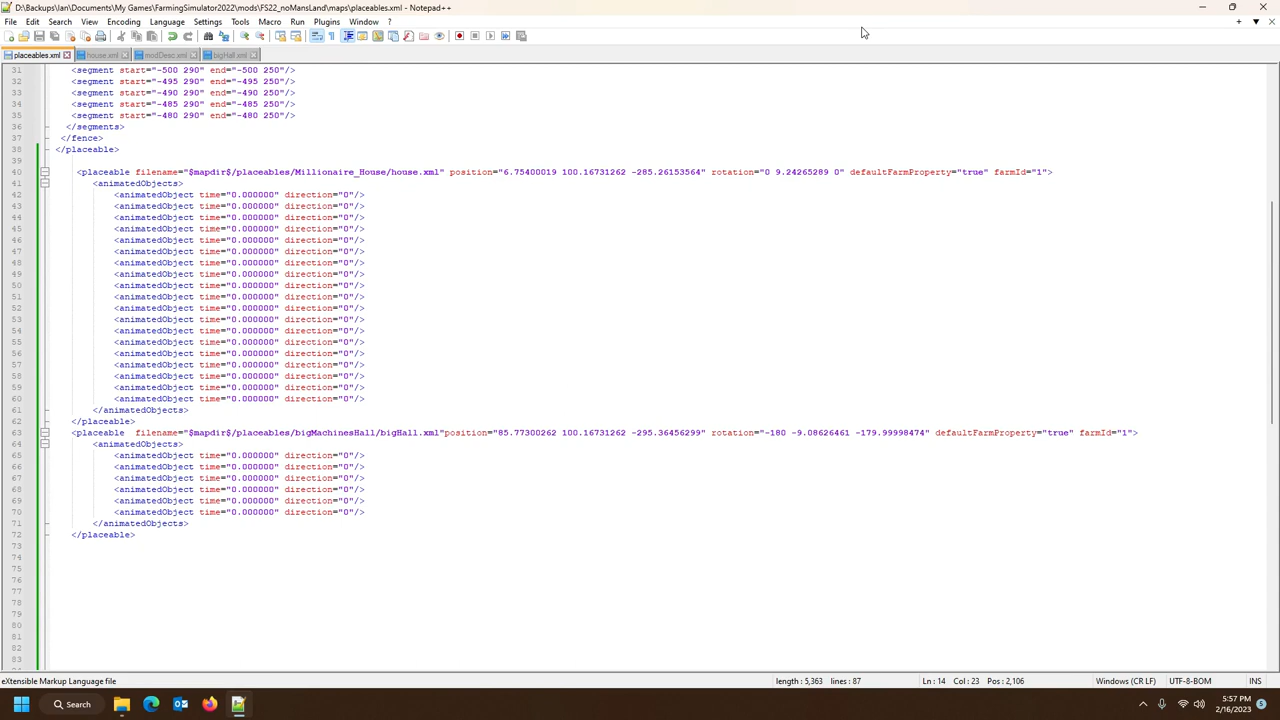 D:\Backups\Ian\Documents\My Games\FarmingSimulator2022\mods\FS22_noMansLand\maps\placeables.xml - Notepad++
File Edit Search View Encoding Language Settings Tools Macro Run Plugins Window ?
placeables.xml house.xml modDesc.xml bigHall.xml
31 <segment start="-500 290" end="-500 250"/>
32 <segment start="-495 290" end="-495 250"/>
33 <segment start="-490 290" end="-490 250"/>
34 <segment start="-485 290" end="-485 250"/>
35 <segment start="-480 290" end="-480 250"/>
36 </segments>
37 </fence>
38 </placeable>
39
40 <placeable filename="$mapdir$/placeables/Millionaire_House/house.xml" position="6.75400019 100.16731262 -285.26153564" rotation="0 9.24265289 0" defaultFarmProperty="true" farmId="1">
41 <animatedObjects>
42 <animatedObject time="0.000000" direction="0"/>
43 <animatedObject time="0.000000" direction="0"/>
44 <animatedObject time="0.000000" direction="0"/>
45 <animatedObject time="0.000000" direction="0"/>
46 <animatedObject time="0.000000" direction="0"/>
47 <animatedObject time="0.000000" direction="0"/>
48 <animatedObject time="0.000000" direction="0"/>
49 <animatedObject time="0.000000" direction="0"/>
50 <animatedObject time="0.000000" direction="0"/>
51 <animatedObject time="0.000000" direction="0"/>
52 <animatedObject time="0.000000" direction="0"/>
53 <animatedObject time="0.000000" direction="0"/>
54 <animatedObject time="0.000000" direction="0"/>
55 <animatedObject time="0.000000" direction="0"/>
56 <animatedObject time="0.000000" direction="0"/>
57 <animatedObject time="0.000000" direction="0"/>
58 <animatedObject time="0.000000" direction="0"/>
59 <animatedObject time="0.000000" direction="0"/>
60 <animatedObject time="0.000000" direction="0"/>
61 </animatedObjects>
62 </placeable>
63 <placeable filename="$mapdir$/placeables/bigMachinesHall/bigHall.xml"position="85.77300262 100.16731262 -295.36456299" rotation="-180 -9.08626461 -179.99998474" defaultFarmProperty="true" farmId="1">
64 <animatedObjects>
65 <animatedObject time="0.000000" direction="0"/>
66 <animatedObject time="0.000000" direction="0"/>
67 <animatedObject time="0.000000" direction="0"/>
68 <animatedObject time="0.000000" direction="0"/>
69 <animatedObject time="0.000000" direction="0"/>
70 <animatedObject time="0.000000" direction="0"/>
71 </animatedObjects>
72 </placeable>
73
74
75
76
77
78
79
80
81
82
83
eXtensible Markup Language file length : 5,363 lines : 87 Ln : 14 Col : 23 Pos : 2,106 Windows (CR LF) UTF-8-BOM INS
Search 5:57 PM
2/16/2023